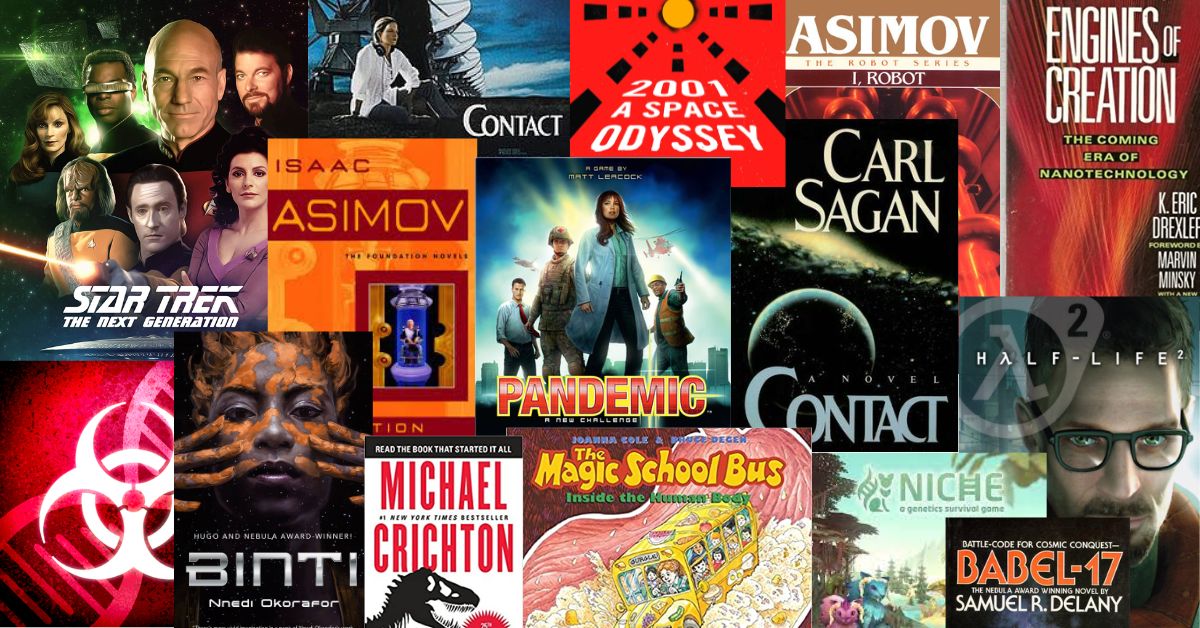 STAR TREK
THE NEXT GENERATION
CONTACT
2001
A SPACE
ODYSSEY
ASIMOV
THE ROBOT SERIES
I, ROBOT
ENGINES OF
CREATION
THE COMING
ERA OF
NANOTECHNOLOGY
K. ERIC
DREXLER
FOREWORD B
MARVIN
MINSKY
WITH A NEW
ISAAC
ASIMOV
THE FOUNDATION NOVELS
TION
A GAME BY
MATT LEACOCK
PANDEMIC
A NEW CHALLENGE
CARL
SAGAN
A NOVEL
CONTACT
2
HλLF-LIFE²
HUGO AND NEBULA AWARD-WINNER!
BINTI
Nnedi Okorafor
READ THE BOOK THAT STARTED IT ALL
MICHAEL
#1 NEW YORK TIMES BESTSELLER
CRICHTON
25TH
JOANNA COLE & BRUCE DEGEN
The
Magic School Bus
Inside the Human Body
NICHE
a genetics survival game
BATTLE-CODE FOR COSMIC CONQUEST—
BABEL-17
THE NEBULA AWARD WINNING NOVEL BY
SAMUEL R. DELANY